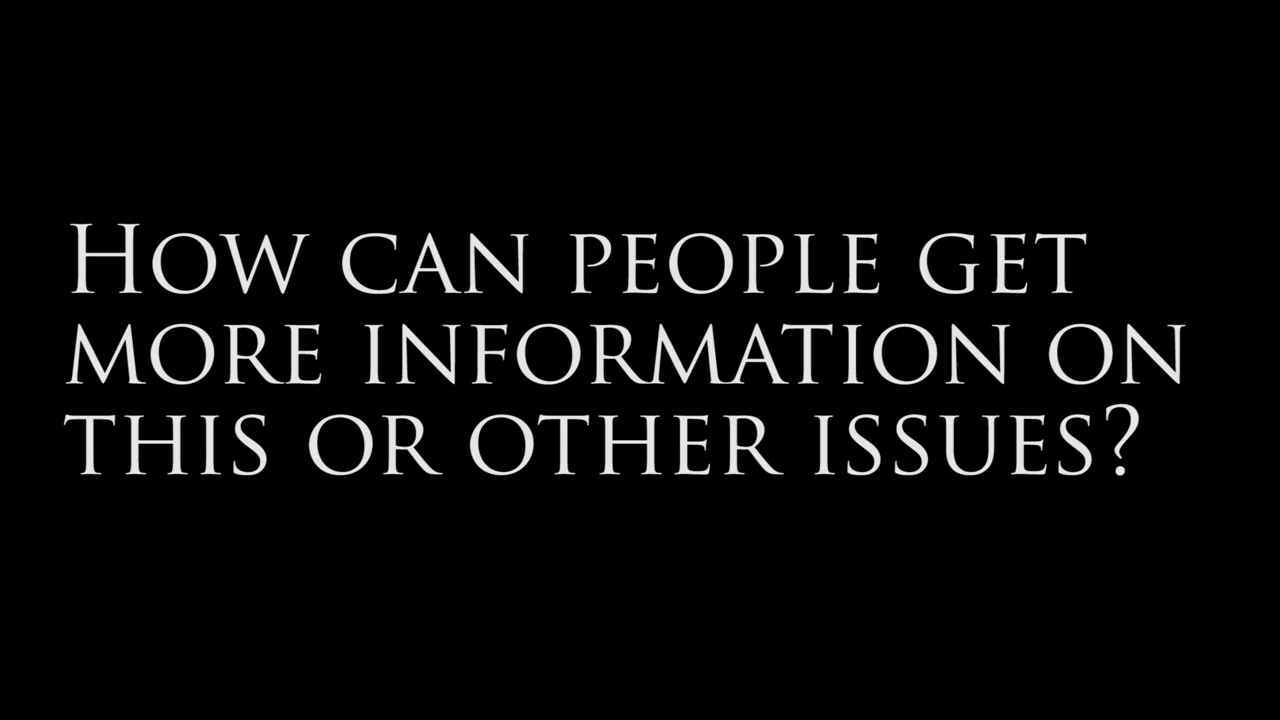 How can people get
more information on
this or other issues?